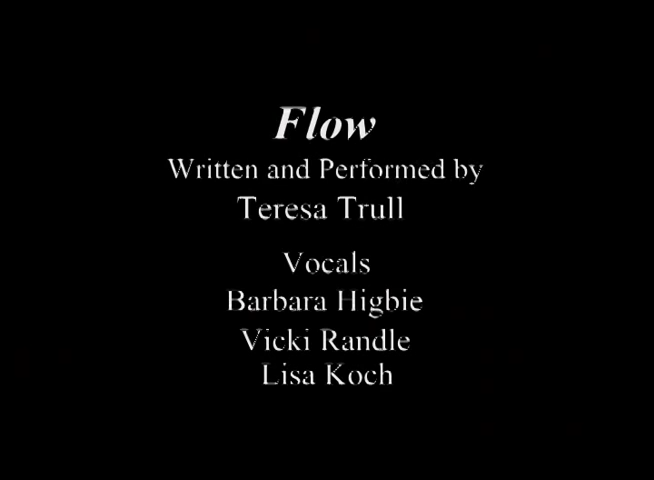 Flow
Written and Performed by
Teresa Trull
Vocals
Barbara Higbie
Vicki Randle
Lisa Koch